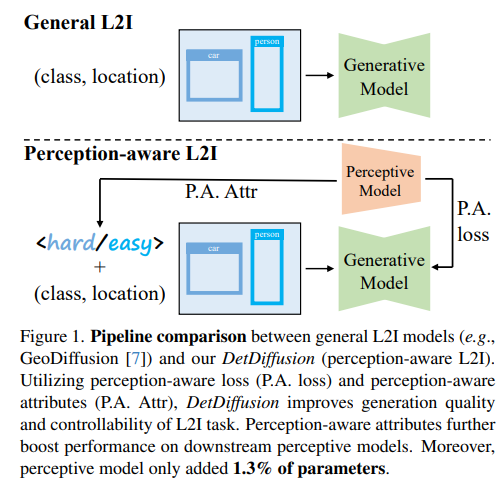 General L2I
(class, location)
car
person
Generative
Model
Perception-aware L2I
P.A. Attr
Perceptive
Model
P.A.
loss
<hard/easy>
+
(class, location)
car
person
Generative
Model
Figure 1. Pipeline comparison between general L2I models (e.g.,
GeoDiffusion [7]) and our DetDiffusion (perception-aware L2I).
Utilizing perception-aware loss (P.A. loss) and perception-aware
attributes (P.A. Attr), DetDiffusion improves generation quality
and controllability of L2I task. Perception-aware attributes further
boost performance on downstream perceptive models. Moreover,
perceptive model only added 1.3% of parameters.